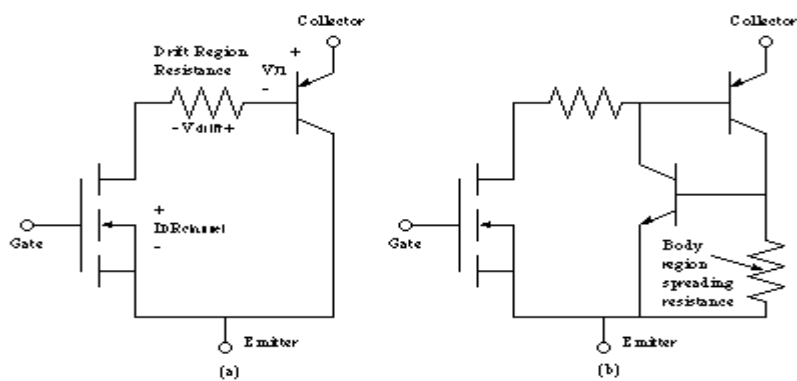 Collector
Drift Region
Resistance
+
VJ1
-
- Vdrift +
Gate
+
IDRchannel
-
Emitter
(a)
Collector
Gate
Body
region
spreading
resistance
Emitter
(b)